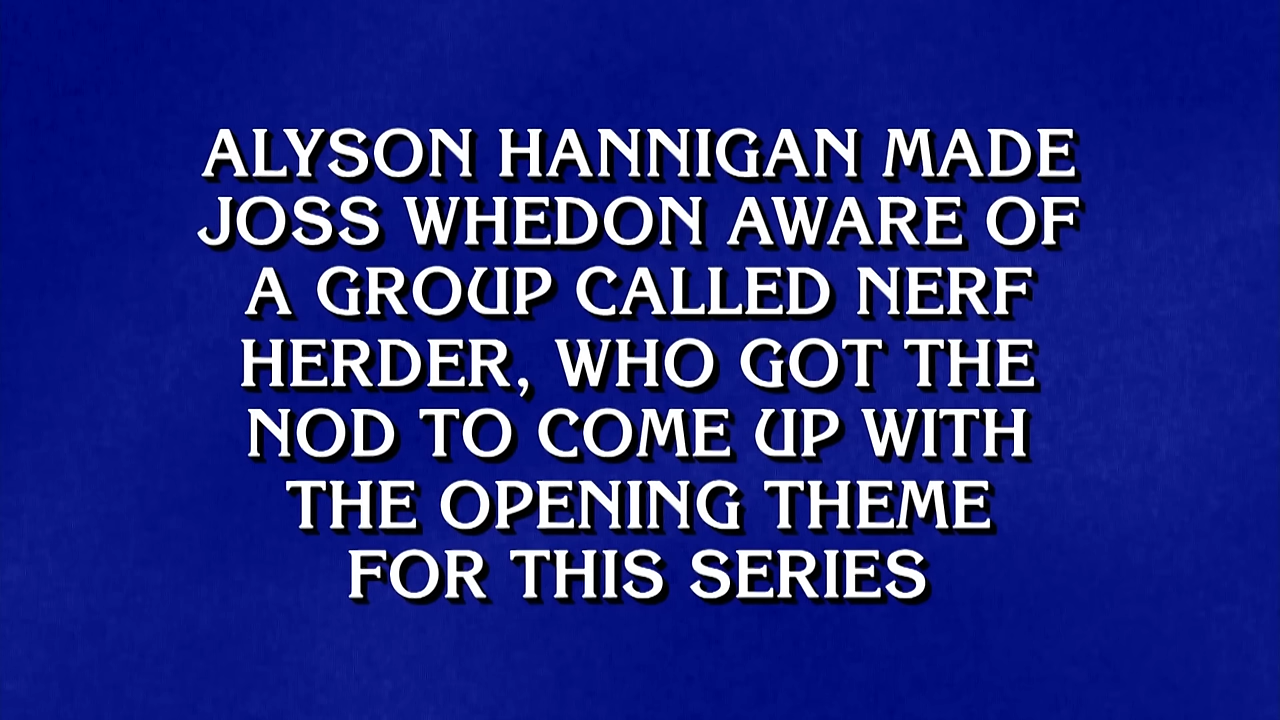 ALYSON HANNIGAN MADE
JOSS WHEDON AWARE OF
A GROUP CALLED NERF
HERDER, WHO GOT THE
NOD TO COME UP WITH
THE OPENING THEME
FOR THIS SERIES